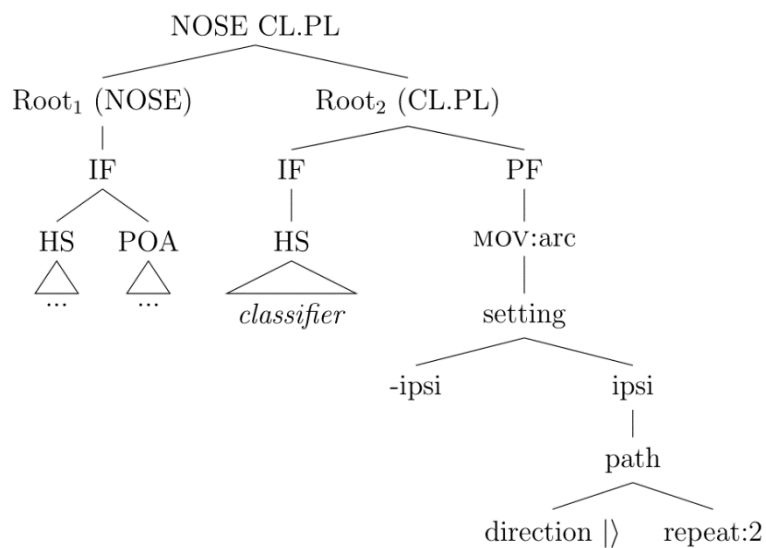 NOSE CL.PL
Root₁ (NOSE) Root₂ (CL.PL)
IF IF PF
HS POA HS MOV:arc
... ... classifier setting
-ipsi ipsi
path
direction |⟩ repeat:2